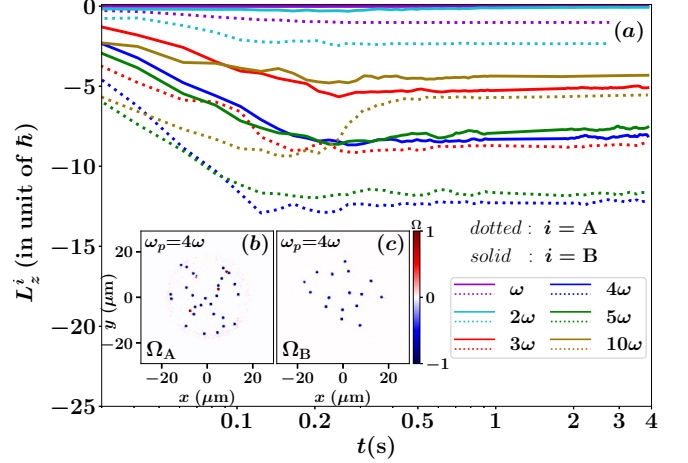 0
(a)
−5
−10
−15
−20
−25
L_z^i (in unit of ħ)
ω_p=4ω (b)
ω_p=4ω (c)
Ω
1
0
−1
20
0
−20
y (μm)
Ω_A
Ω_B
−20 0 20
−20 0 20
x (μm)
x (μm)
dotted : i = A
solid : i = B
ω 4ω
2ω 5ω
3ω 10ω
0.1 0.2 0.5 1 2 3 4
t(s)